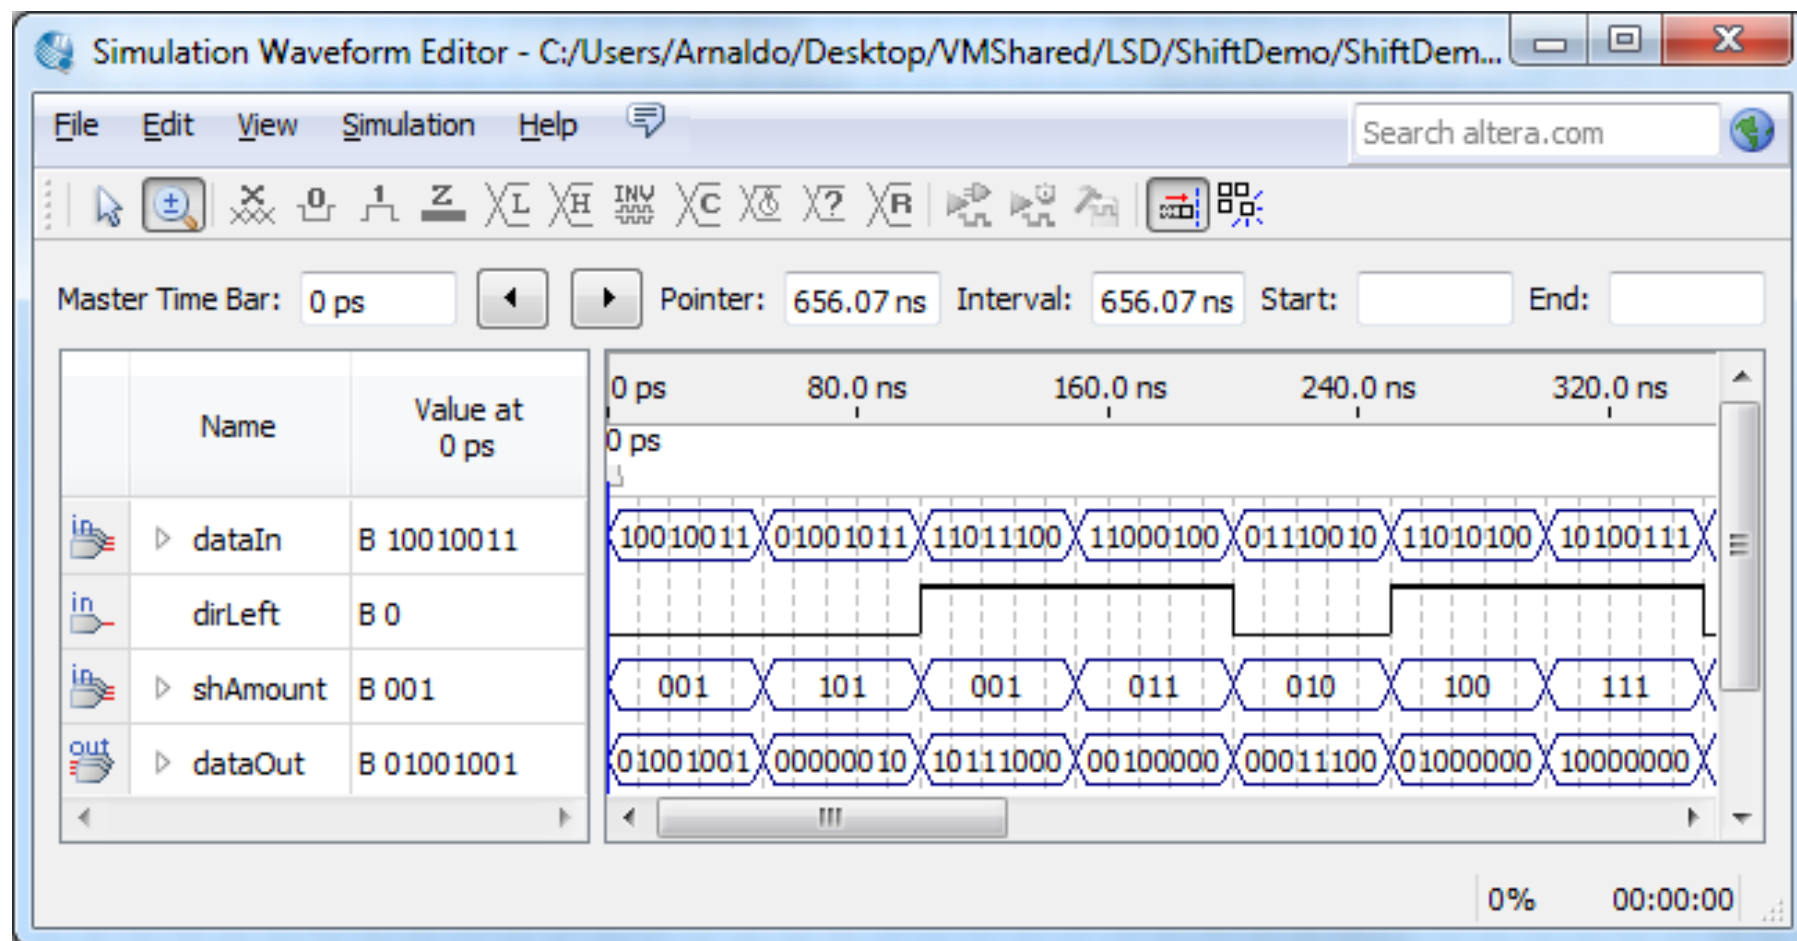 Simulation Waveform Editor - C:/Users/Arnaldo/Desktop/VMShared/LSD/ShiftDemo/ShiftDem...
File Edit View Simulation Help Search altera.com
X 0 1 Z L H INV C ? R
Master Time Bar: 0 ps Pointer: 656.07 ns Interval: 656.07 ns Start: End:
Name Value at 0 ps
0 ps 80.0 ns 160.0 ns 240.0 ns 320.0 ns
0 ps
in dataIn B 10010011 10010011 01001011 11011100 11000100 01110010 11010100 10100111
in dirLeft B 0
in shAmount B 001 001 101 001 011 010 100 111
out dataOut B 01001001 01001001 00000010 10111000 00100000 00011100 01000000 10000000
0% 00:00:00